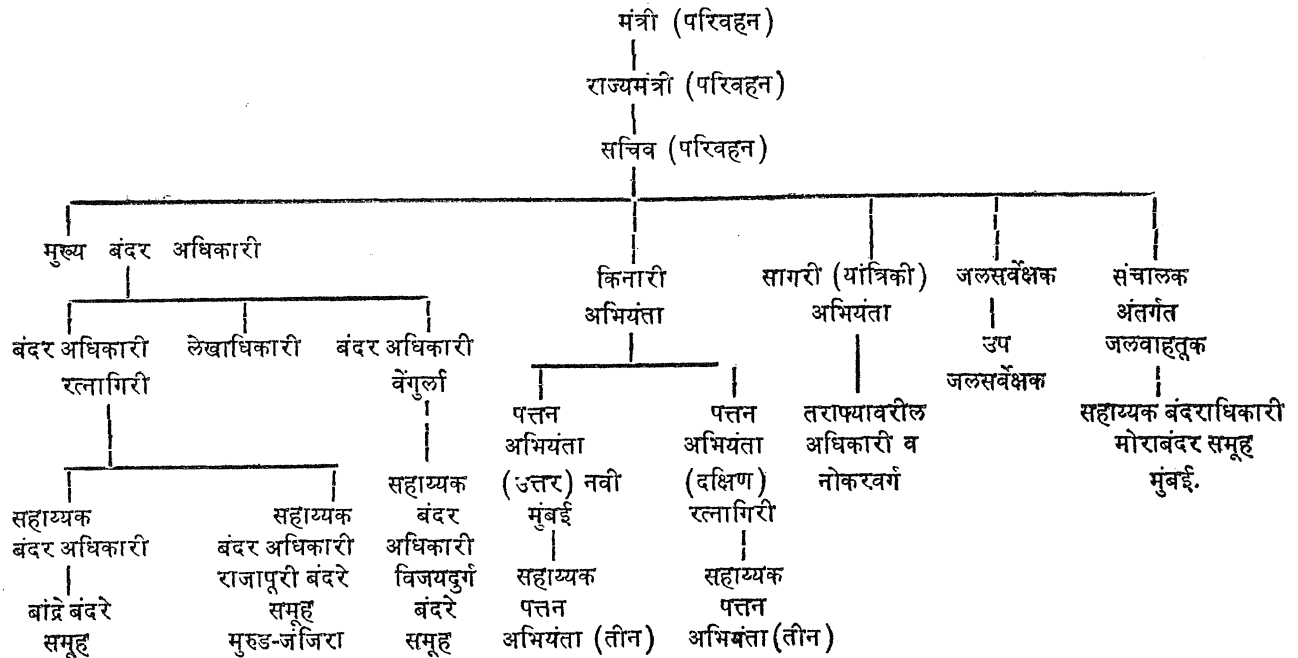 मंत्री (परिवहन)
राज्यमंत्री (परिवहन)
सचिव (परिवहन)
मुख्य बंदर अधिकारी
बंदर अधिकारी
रत्नागिरी
लेखाधिकारी
बंदर अधिकारी
वेंगुर्ला
सहाय्यक
बंदर अधिकारी
बांद्रे बंदरे
समूह
सहाय्यक
बंदर अधिकारी
राजापूरी बंदरे
समूह
मुरुड-जंजिरा
सहाय्यक
बंदर
अधिकारी
विजयदुर्ग
बंदरे
समूह
किनारी
अभियंता
पत्तन
अभियंता
(उत्तर) नवी
मुंबई
सहाय्यक
पत्तन
अभियंता (तीन)
पत्तन
अभियंता
(दक्षिण)
रत्नागिरी
सहाय्यक
पत्तन
अभियंता (तीन)
सागरी (यांत्रिकी)
अभियंता
तराफ्यावरील
अधिकारी व
नोकरवर्ग
जलसर्वेक्षक
उप
जलसर्वेक्षक
संचालक
अंतर्गत
जलवाहतूक
सहाय्यक बंदराधिकारी
मोराबंदर समूह
मुंबई.